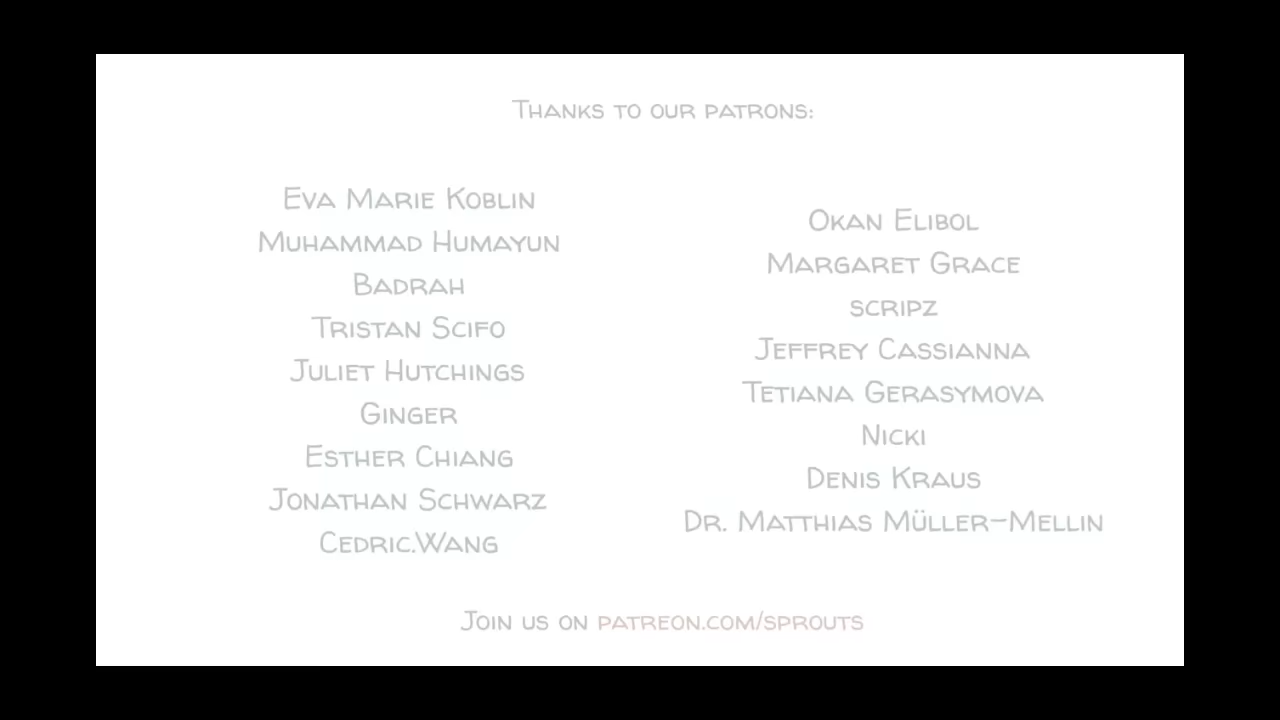 Thanks to our patrons:
Eva Marie Koblin
Muhammad Humayun
Badrah
Tristan Scifo
Juliet Hutchings
Ginger
Esther Chiang
Jonathan Schwarz
Cedric.Wang
Okan Elibol
Margaret Grace
scripz
Jeffrey Cassianna
Tetiana Gerasymova
Nicki
Denis Kraus
Dr. Matthias Müller-Mellin
Join us on patreon.com/sprouts